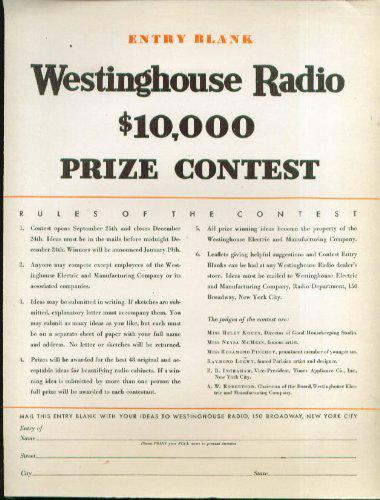 ENTRY BLANK
Westinghouse Radio
$10,000
PRIZE CONTEST
RULES OF THE CONTEST
1. Contest opens September 25th and closes December
24th. Ideas must be in the mails before midnight De-
cember 24th. Winners will be announced January 19th.
2. Anyone may compete except employees of the West-
inghouse Electric and Manufacturing Company or its
associated companies.
3. Ideas may be submitted in writing. If sketches are sub-
mitted, explanatory letter must accompany them. You
may submit as many ideas as you like, but each must
be on a separate sheet of paper with your full name
and address. No letter or sketches will be returned.
4. Prizes will be awarded for the best 48 original and ac-
ceptable ideas for beautifying radio cabinets. If a win-
ning idea is submitted by more than one person the
full prize will be awarded to each contestant.
5. All prize winning ideas become the property of the
Westinghouse Electric and Manufacturing Company.
6. Leaflets giving helpful suggestions and Contest Entry
Blanks can be had at any Westinghouse Radio dealer's
store. Ideas must be mailed to Westinghouse Electric
and Manufacturing Company, Radio Department, 150
Broadway, New York City.
The judges of the contest are:
MISS HELEN KOUES, Director of Good Housekeeping Studio.
MISS NEYSA MCMEIN, famous artist.
MISS ROSAMOND PINCHOT, prominent member of younger set.
RAYMOND LOEWY, famed Parisian artist and designer.
R. D. INGRAHAM, Vice-President, Times Appliance Co., Inc.,
New York City.
A. W. ROBERTSON, Chairman of the Board, Westinghouse Elec-
tric and Manufacturing Company.
MAIL THIS ENTRY BLANK WITH YOUR IDEAS TO WESTINGHOUSE RADIO, 150 BROADWAY, NEW YORK CITY
Entry of
Name
Please PRINT your FULL name to prevent mistakes
Street
City State